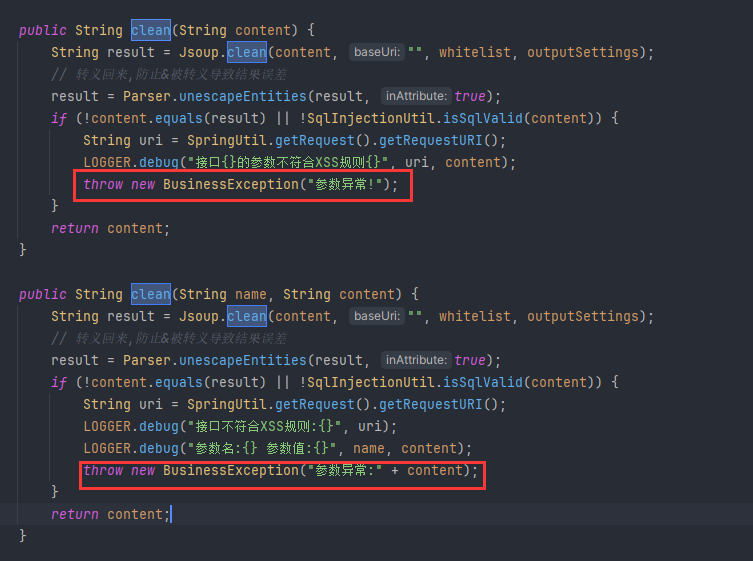 public String clean(String content) {
String result = Jsoup.clean(content, baseUri: "", whitelist, outputSettings);
// 转义回来,防止&被转义导致结果误差
result = Parser.unescapeEntities(result, inAttribute: true);
if (!content.equals(result) || !SqlInjectionUtil.isSqlValid(content)) {
String uri = SpringUtil.getRequest().getRequestURI();
LOGGER.debug("接口{}的参数不符合XSS规则{}", uri, content);
throw new BusinessException("参数异常!");
}
return content;
}
public String clean(String name, String content) {
String result = Jsoup.clean(content, baseUri: "", whitelist, outputSettings);
// 转义回来,防止&被转义导致结果误差
result = Parser.unescapeEntities(result, inAttribute: true);
if (!content.equals(result) || !SqlInjectionUtil.isSqlValid(content)) {
String uri = SpringUtil.getRequest().getRequestURI();
LOGGER.debug("接口不符合XSS规则:{}", uri);
LOGGER.debug("参数名:{} 参数值:{}", name, content);
throw new BusinessException("参数异常:" + content);
}
return content;
}